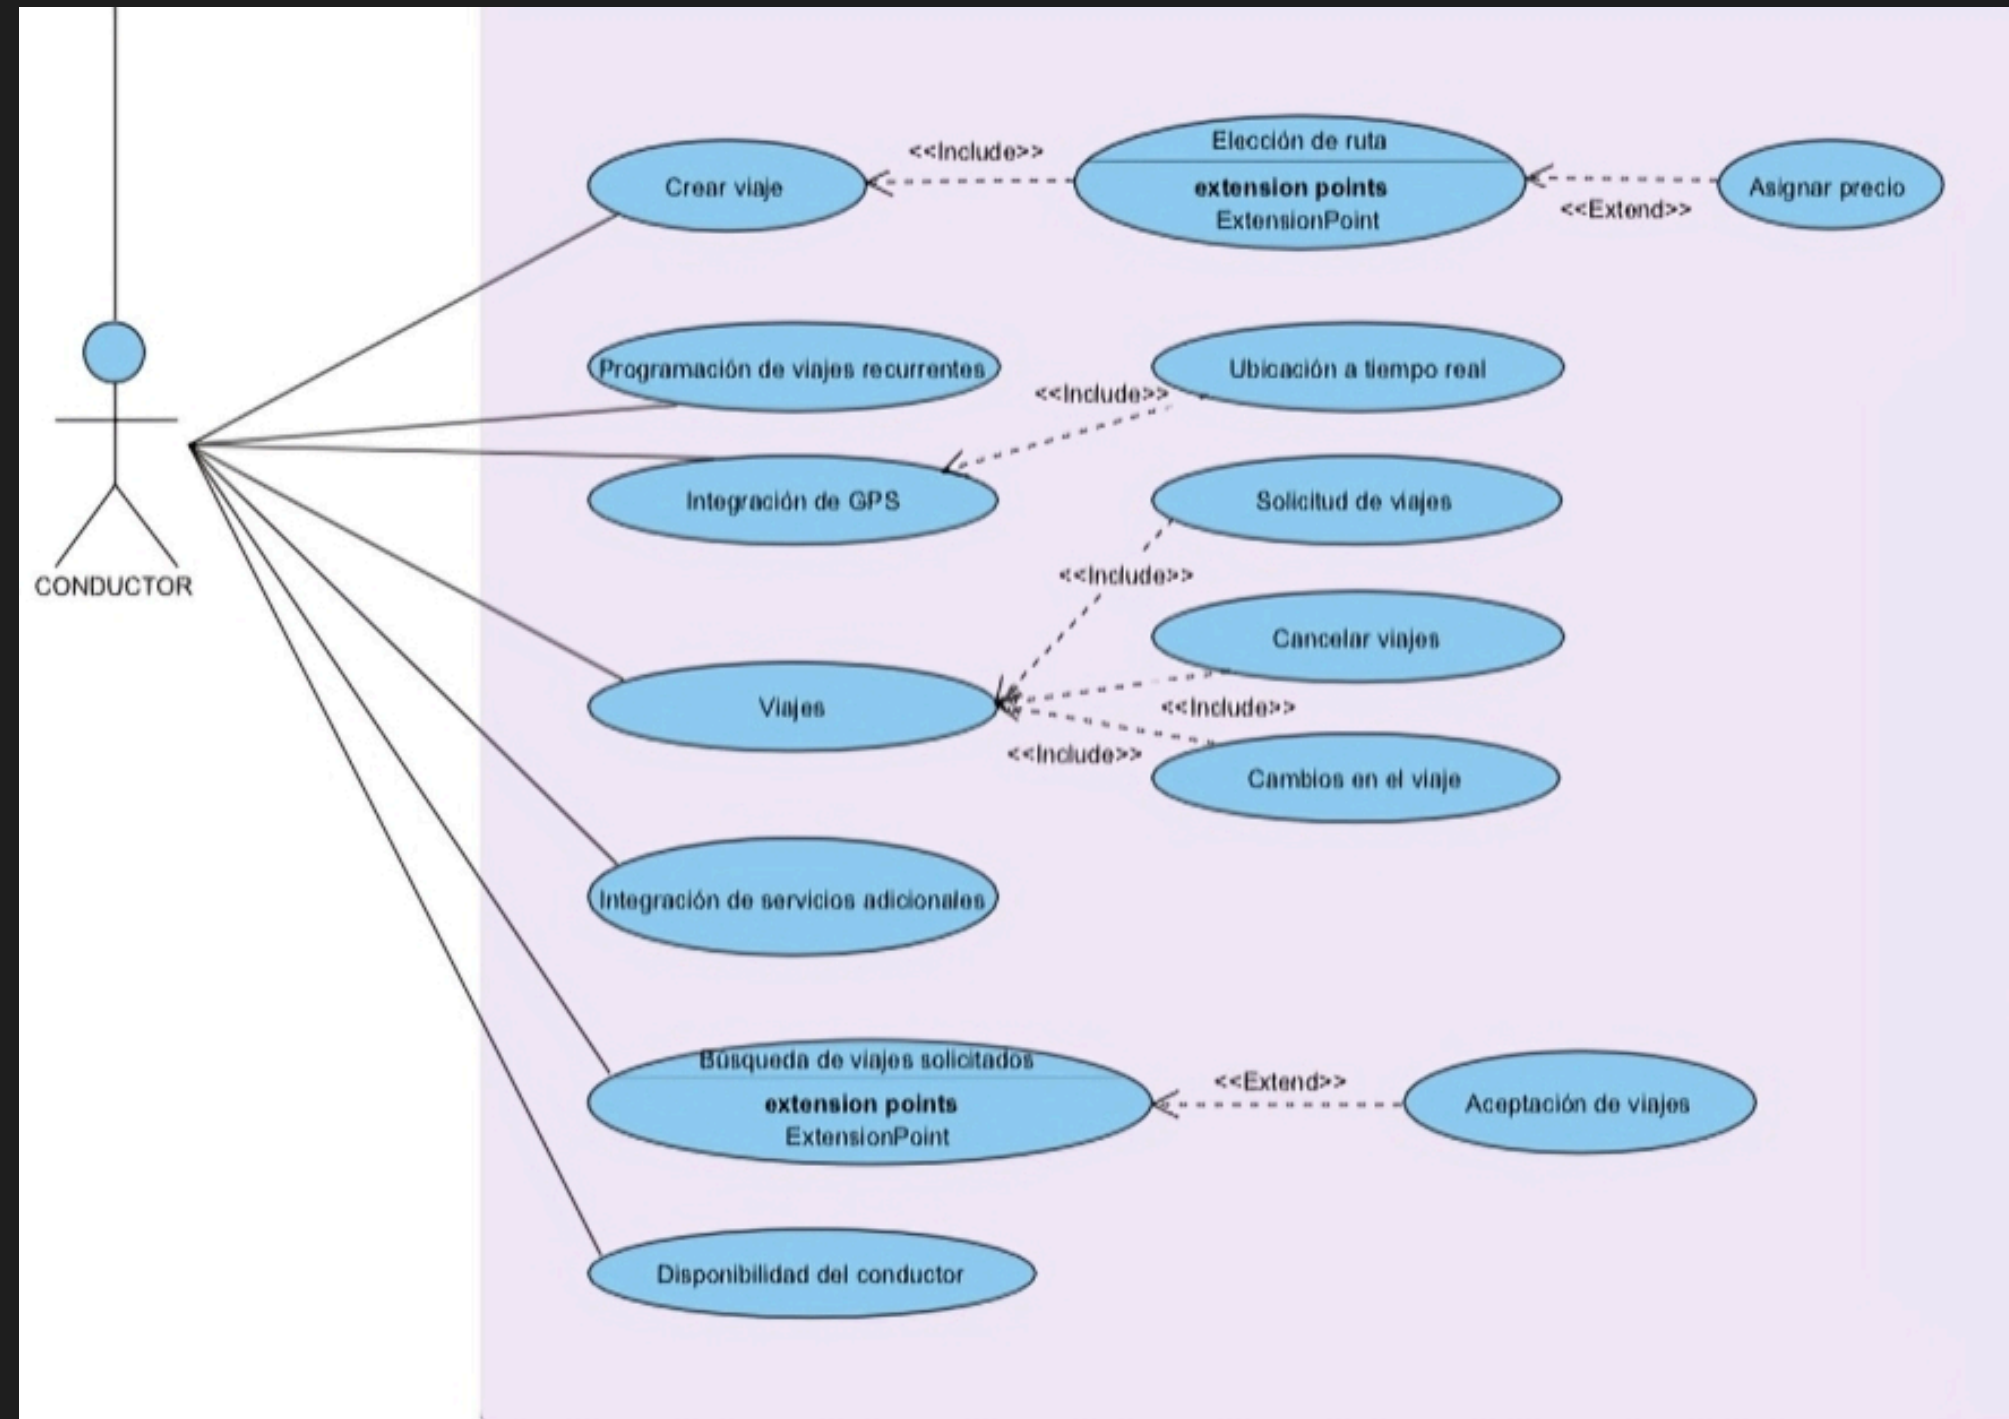 <<Include>>
Elección de ruta
Crear viaje
extension points
ExtensionPoint
Asignar precio
<<Extend>>
Programación de viajes recurrentes
Ubicación a tiempo real
<<Include>>
Integración de GPS
Solicitud de viajes
<<Include>>
CONDUCTOR
Cancelar viajes
Viajes
<<Include>>
<<Include>>
Cambios en el viaje
Integración de servicios adicionales
Búsqueda de viajes solicitados
extension points
ExtensionPoint
<<Extend>>
Aceptación de viajes
Disponibilidad del conductor